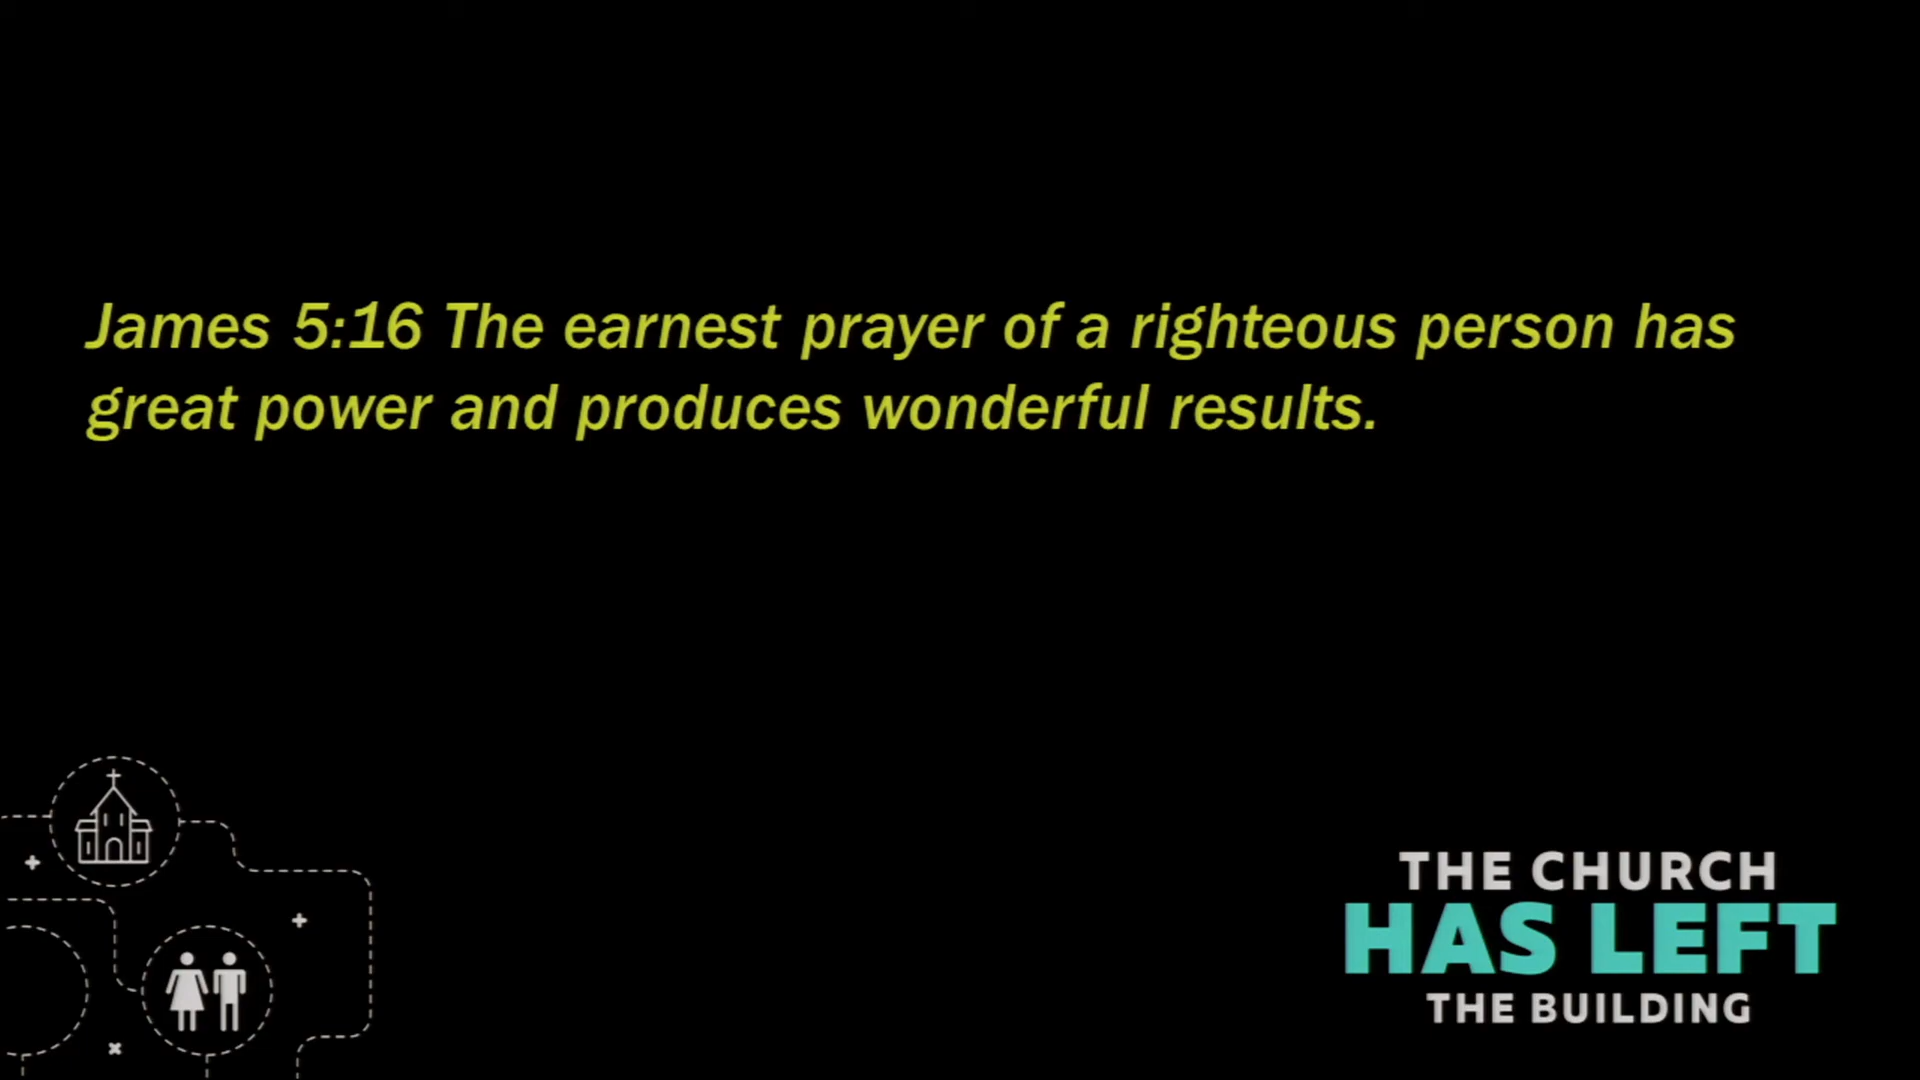 James 5:16 The earnest prayer of a righteous person has
great power and produces wonderful results.
THE CHURCH
HAS LEFT
THE BUILDING